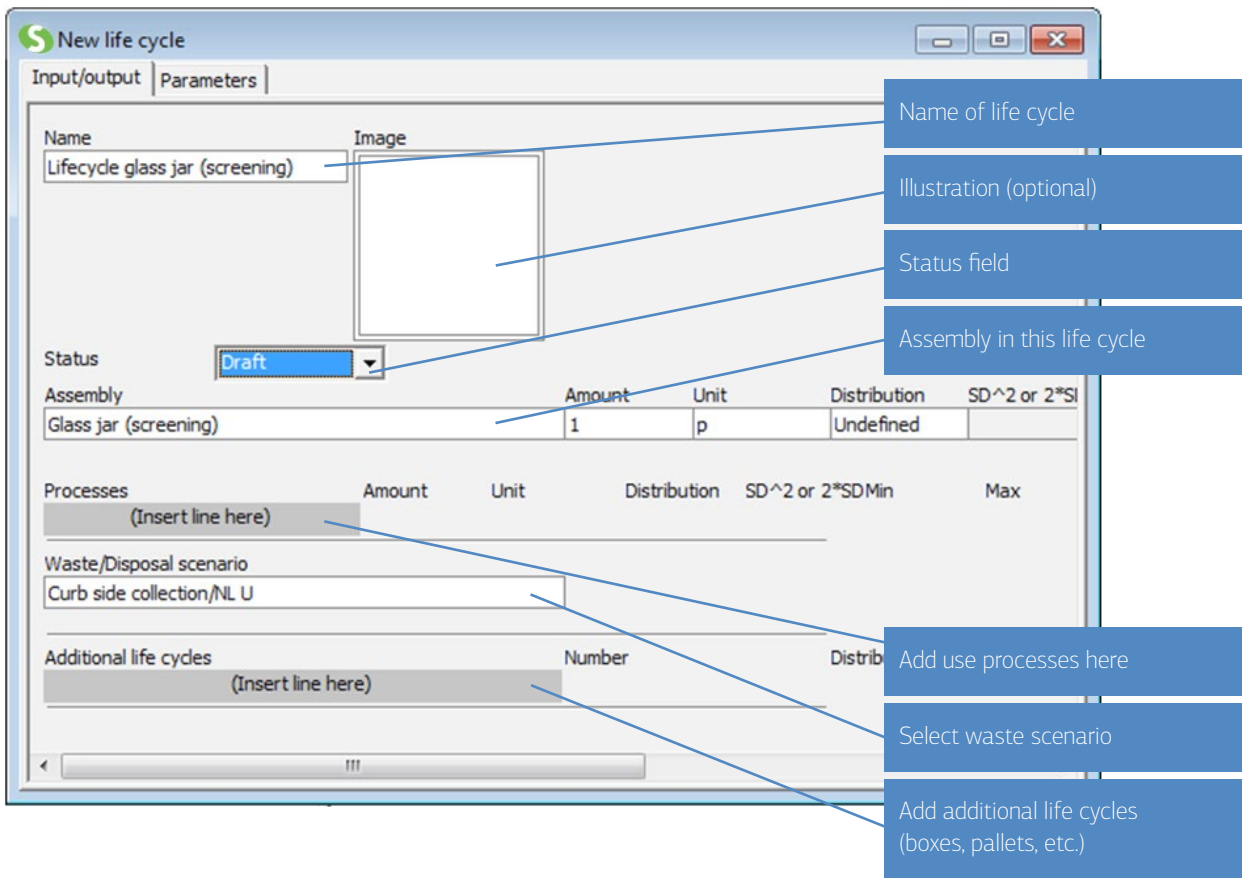 New life cycle
Input/output Parameters
Name of life cycle
Name Image
Lifecycle glass jar (screening)
Illustration (optional)
Status field
Assembly in this life cycle
Status Draft
Assembly Amount Unit Distribution SD^2 or 2*SD
Glass jar (screening) 1 p Undefined
Processes Amount Unit Distribution SD^2 or 2*SDMin Max
(Insert line here)
Waste/Disposal scenario
Curb side collection/NL U
Additional life cycles Number Distrib
Add use processes here
(Insert line here)
Select waste scenario
Add additional life cycles
(boxes, pallets, etc.)